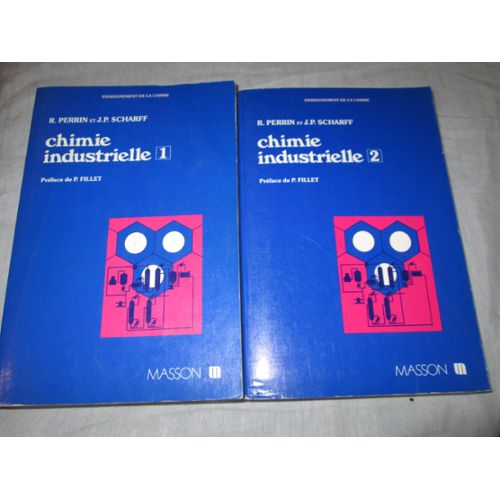 ENSEIGNEMENT DE LA CHIMIE
R. PERRIN ET J.P. SCHARFF
chimie
industrielle 1
Préface de P. FILLET
MASSON m
ENSEIGNEMENT DE LA CHIMIE
R. PERRIN ET J.P. SCHARFF
chimie
industrielle 2
Préface de P. FILLET
MASSON m